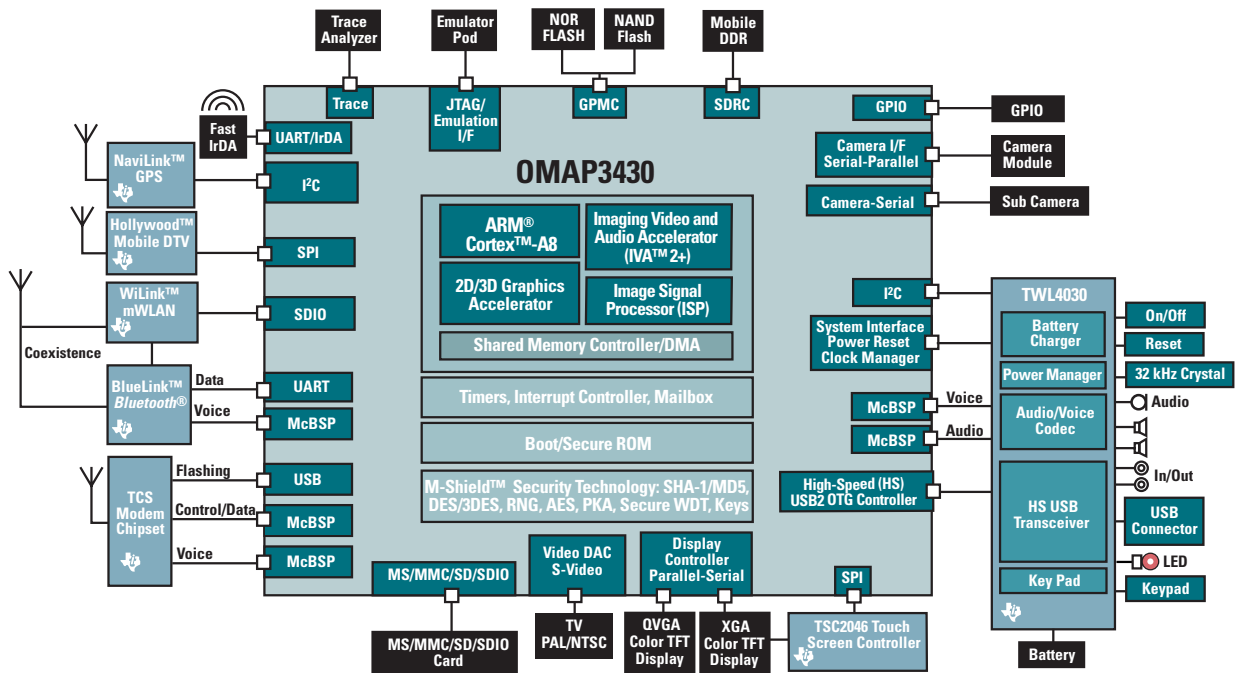 Trace
Analyzer
Emulator
Pod
NOR
FLASH
NAND
Flash
Mobile
DDR
Trace
JTAG/
Emulation
I/F
GPMC
SDRC
GPIO
GPIO
Fast
IrDA
UART/IrDA
Camera I/F
Serial-Parallel
Camera
Module
NaviLink™
GPS
I²C
OMAP3430
Camera-Serial
Sub Camera
Hollywood™
Mobile DTV
SPI
ARM®
Cortex™-A8
Imaging Video and
Audio Accelerator
(IVA™ 2+)
2D/3D Graphics
Accelerator
Image Signal
Processor (ISP)
Shared Memory Controller/DMA
WiLink™
mWLAN
SDIO
Coexistence
BlueLink™
Bluetooth®
Data
Voice
UART
McBSP
Timers, Interrupt Controller, Mailbox
Boot/Secure ROM
M-Shield™ Security Technology: SHA-1/MD5,
DES/3DES, RNG, AES, PKA, Secure WDT, Keys
TCS
Modem
Chipset
Flashing
Control/Data
Voice
USB
McBSP
McBSP
I²C
System Interface
Power Reset
Clock Manager
McBSP
McBSP
Voice
Audio
High-Speed (HS)
USB2 OTG Controller
TWL4030
Battery
Charger
Power Manager
Audio/Voice
Codec
HS USB
Transceiver
Key Pad
On/Off
Reset
32 kHz Crystal
Audio
In/Out
USB
Connector
LED
Keypad
Battery
MS/MMC/SD/SDIO
Video DAC
S-Video
Display
Controller
Parallel-Serial
SPI
MS/MMC/SD/SDIO
Card
TV
PAL/NTSC
QVGA
Color TFT
Display
XGA
Color TFT
Display
TSC2046 Touch
Screen Controller